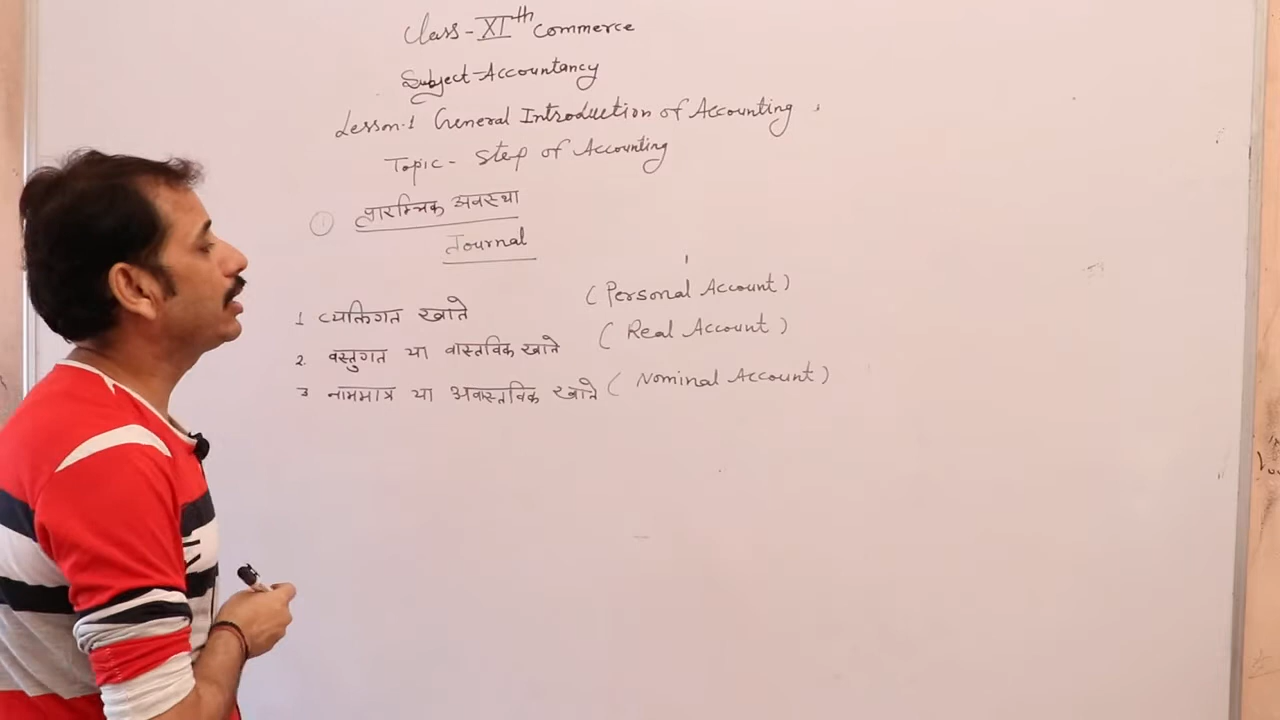 Class - XIth Commerce
Subject - Accountancy
Lesson-1 General Introduction of Accounting
Topic - Step of Accounting
① प्रारम्भिक अवस्था
Journal
1 व्यक्तिगत खाते (Personal Account)
2. वस्तुगत या वास्तविक खाते (Real Account)
3 नाममात्र या अवास्तविक खाते (Nominal Account)